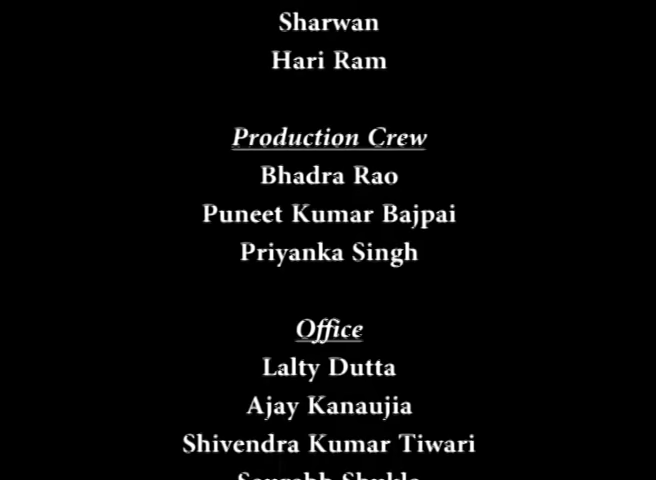 Sharwan
Hari Ram
Production Crew
Bhadra Rao
Puneet Kumar Bajpai
Priyanka Singh
Office
Lalty Dutta
Ajay Kanaujia
Shivendra Kumar Tiwari